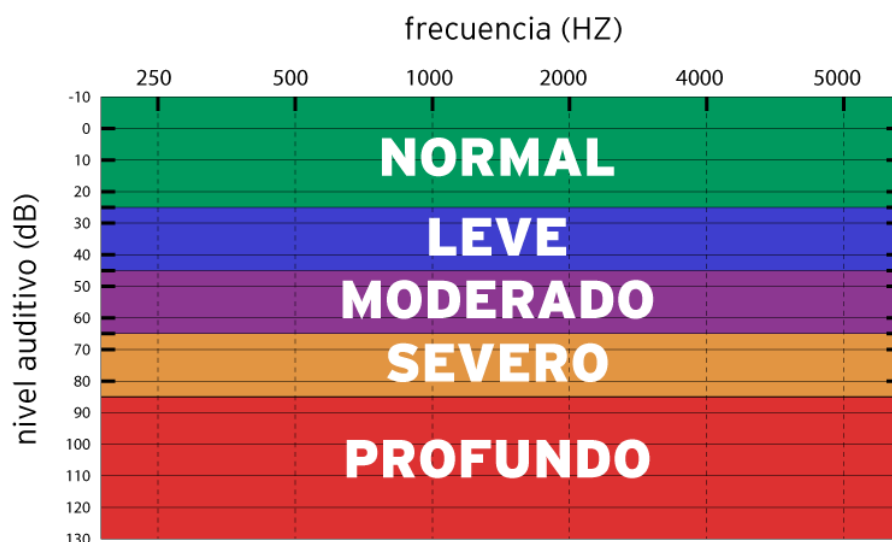 frecuencia (HZ)
250 500 1000 2000 4000 5000
-10
0
10
NORMAL
20
30
LEVE
40
50
MODERADO
60
70
SEVERO
80
90
100
PROFUNDO
110
120
130
nivel auditivo (dB)